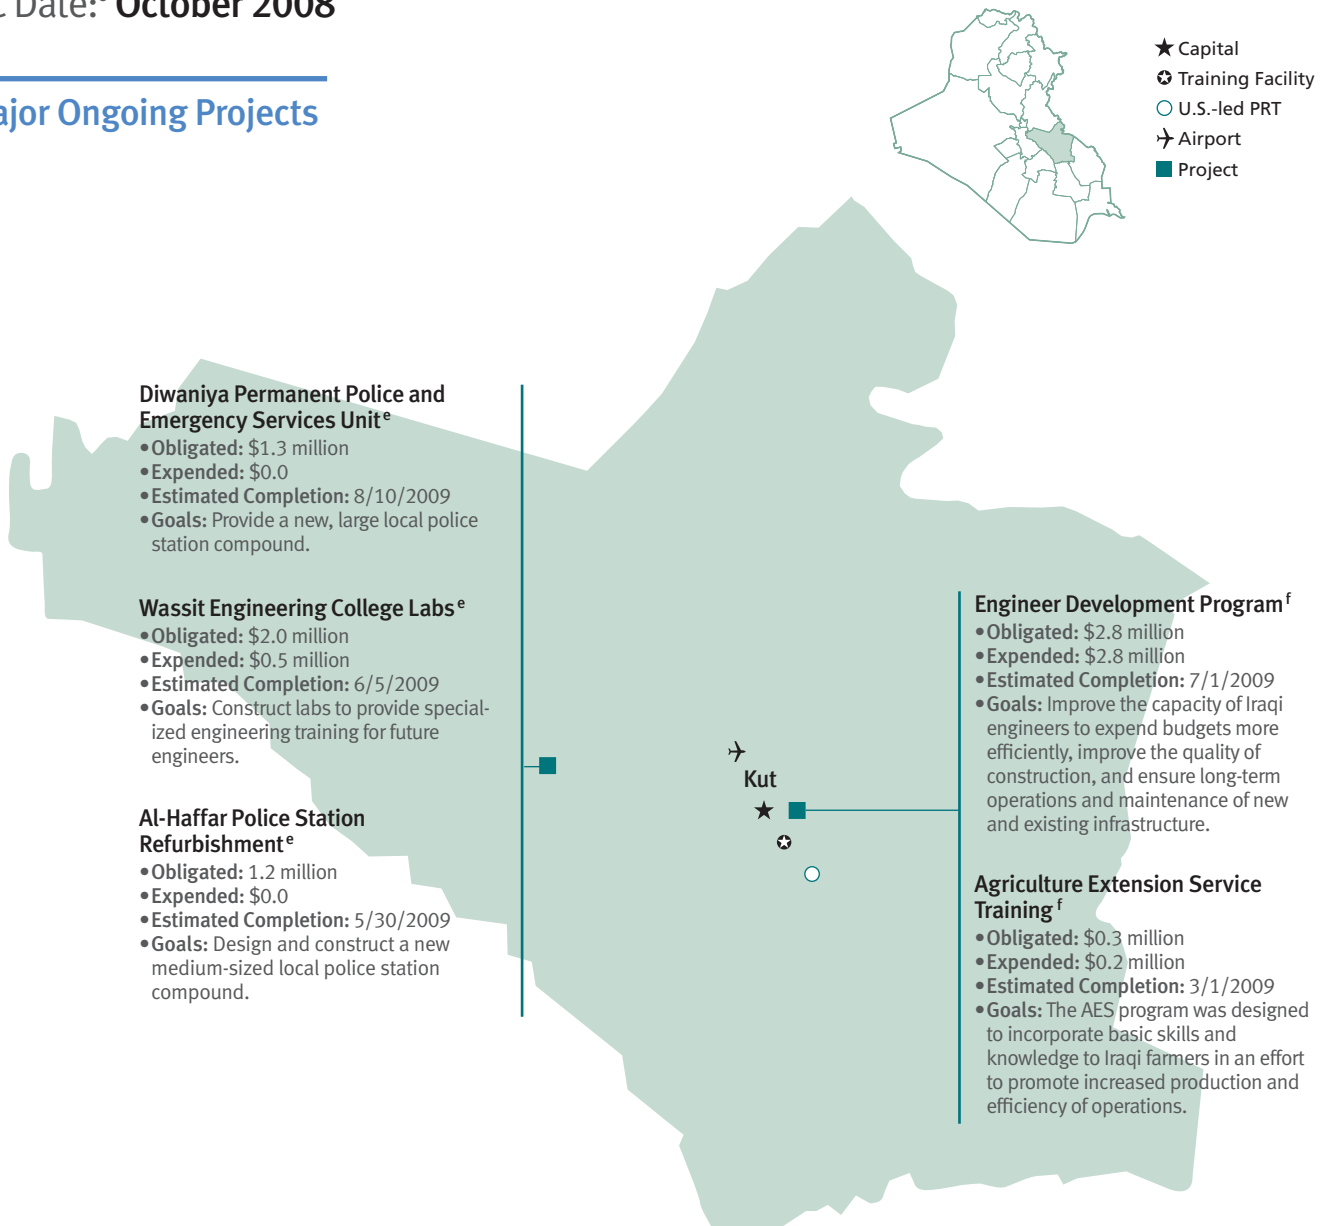 Date:
October 2008
Ongoing Projects
Capital
Training Facility
U.S.-led PRT
Airport
Project
Diwaniya Permanent Police and
Emergency Services Unit e
•Obligated: $1.3 million
•Expended: $0.0
•Estimated Completion: 8/10/2009
•Goals: Provide a new, large local police
station compound.
Wassit Engineering College Labs e
•Obligated: $2.0 million
•Expended: $0.5 million
•Estimated Completion: 6/5/2009
•Goals: Construct labs to provide special-
ized engineering training for future
engineers.
Al-Haffar Police Station
Refurbishment e
•Obligated: 1.2 million
•Expended: $0.0
•Estimated Completion: 5/30/2009
•Goals: Design and construct a new
medium-sized local police station
compound.
Kut
Engineer Development Program f
•Obligated: $2.8 million
•Expended: $2.8 million
•Estimated Completion: 7/1/2009
•Goals: Improve the capacity of Iraqi
engineers to expend budgets more
efficiently, improve the quality of
construction, and ensure long-term
operations and maintenance of new
and existing infrastructure.
Agriculture Extension Service
Training f
•Obligated: $0.3 million
•Expended: $0.2 million
•Estimated Completion: 3/1/2009
•Goals: The AES program was designed
to incorporate basic skills and
knowledge to Iraqi farmers in an effort
to promote increased production and
efficiency of operations.